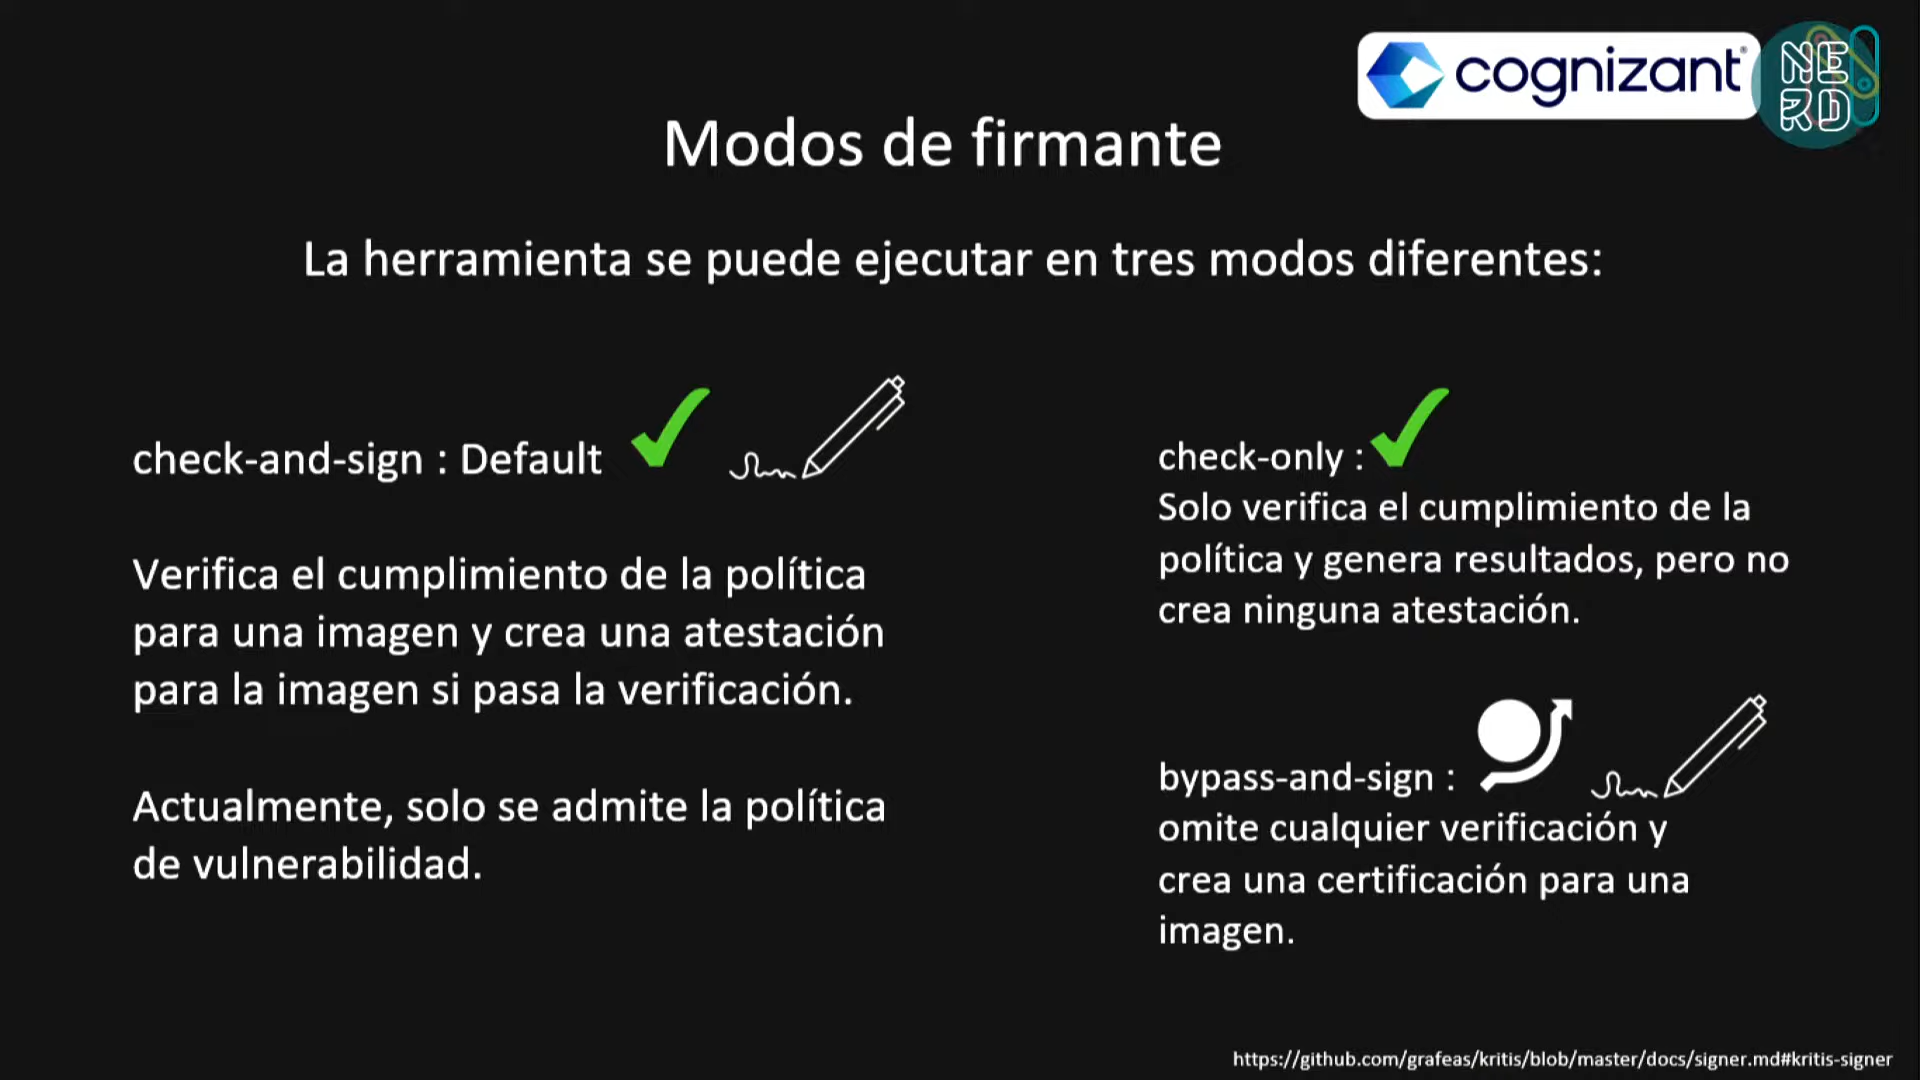 cognizant
NE
RD
Modos de firmante
La herramienta se puede ejecutar en tres modos diferentes:
check-and-sign : Default
Verifica el cumplimiento de la política
para una imagen y crea una atestación
para la imagen si pasa la verificación.
Actualmente, solo se admite la política
de vulnerabilidad.
check-only :
Solo verifica el cumplimiento de la
política y genera resultados, pero no
crea ninguna atestación.
bypass-and-sign :
omite cualquier verificación y
crea una certificación para una
imagen.
https://github.com/grafeas/kritis/blob/master/docs/signer.md#kritis-signer